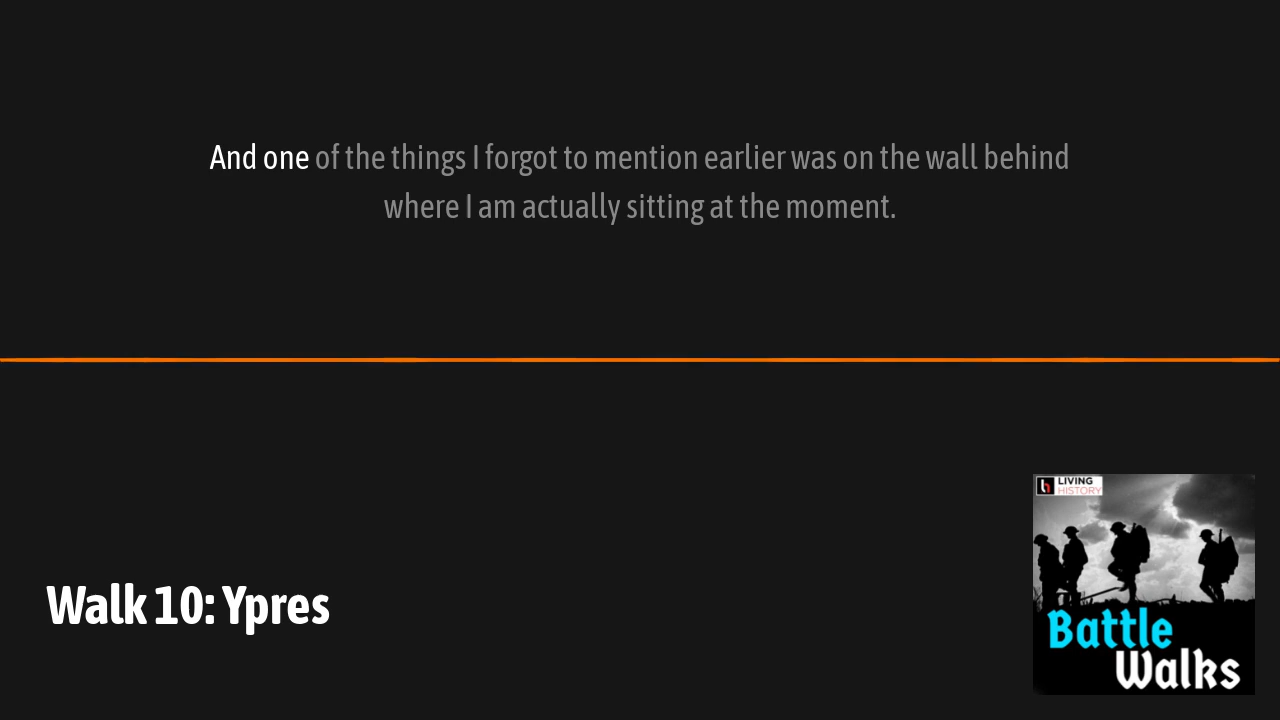 And one of the things I forgot to mention earlier was on the wall behind
where I am actually sitting at the moment.
Walk 10: Ypres
LIVING
HISTORY
Battle
Walks